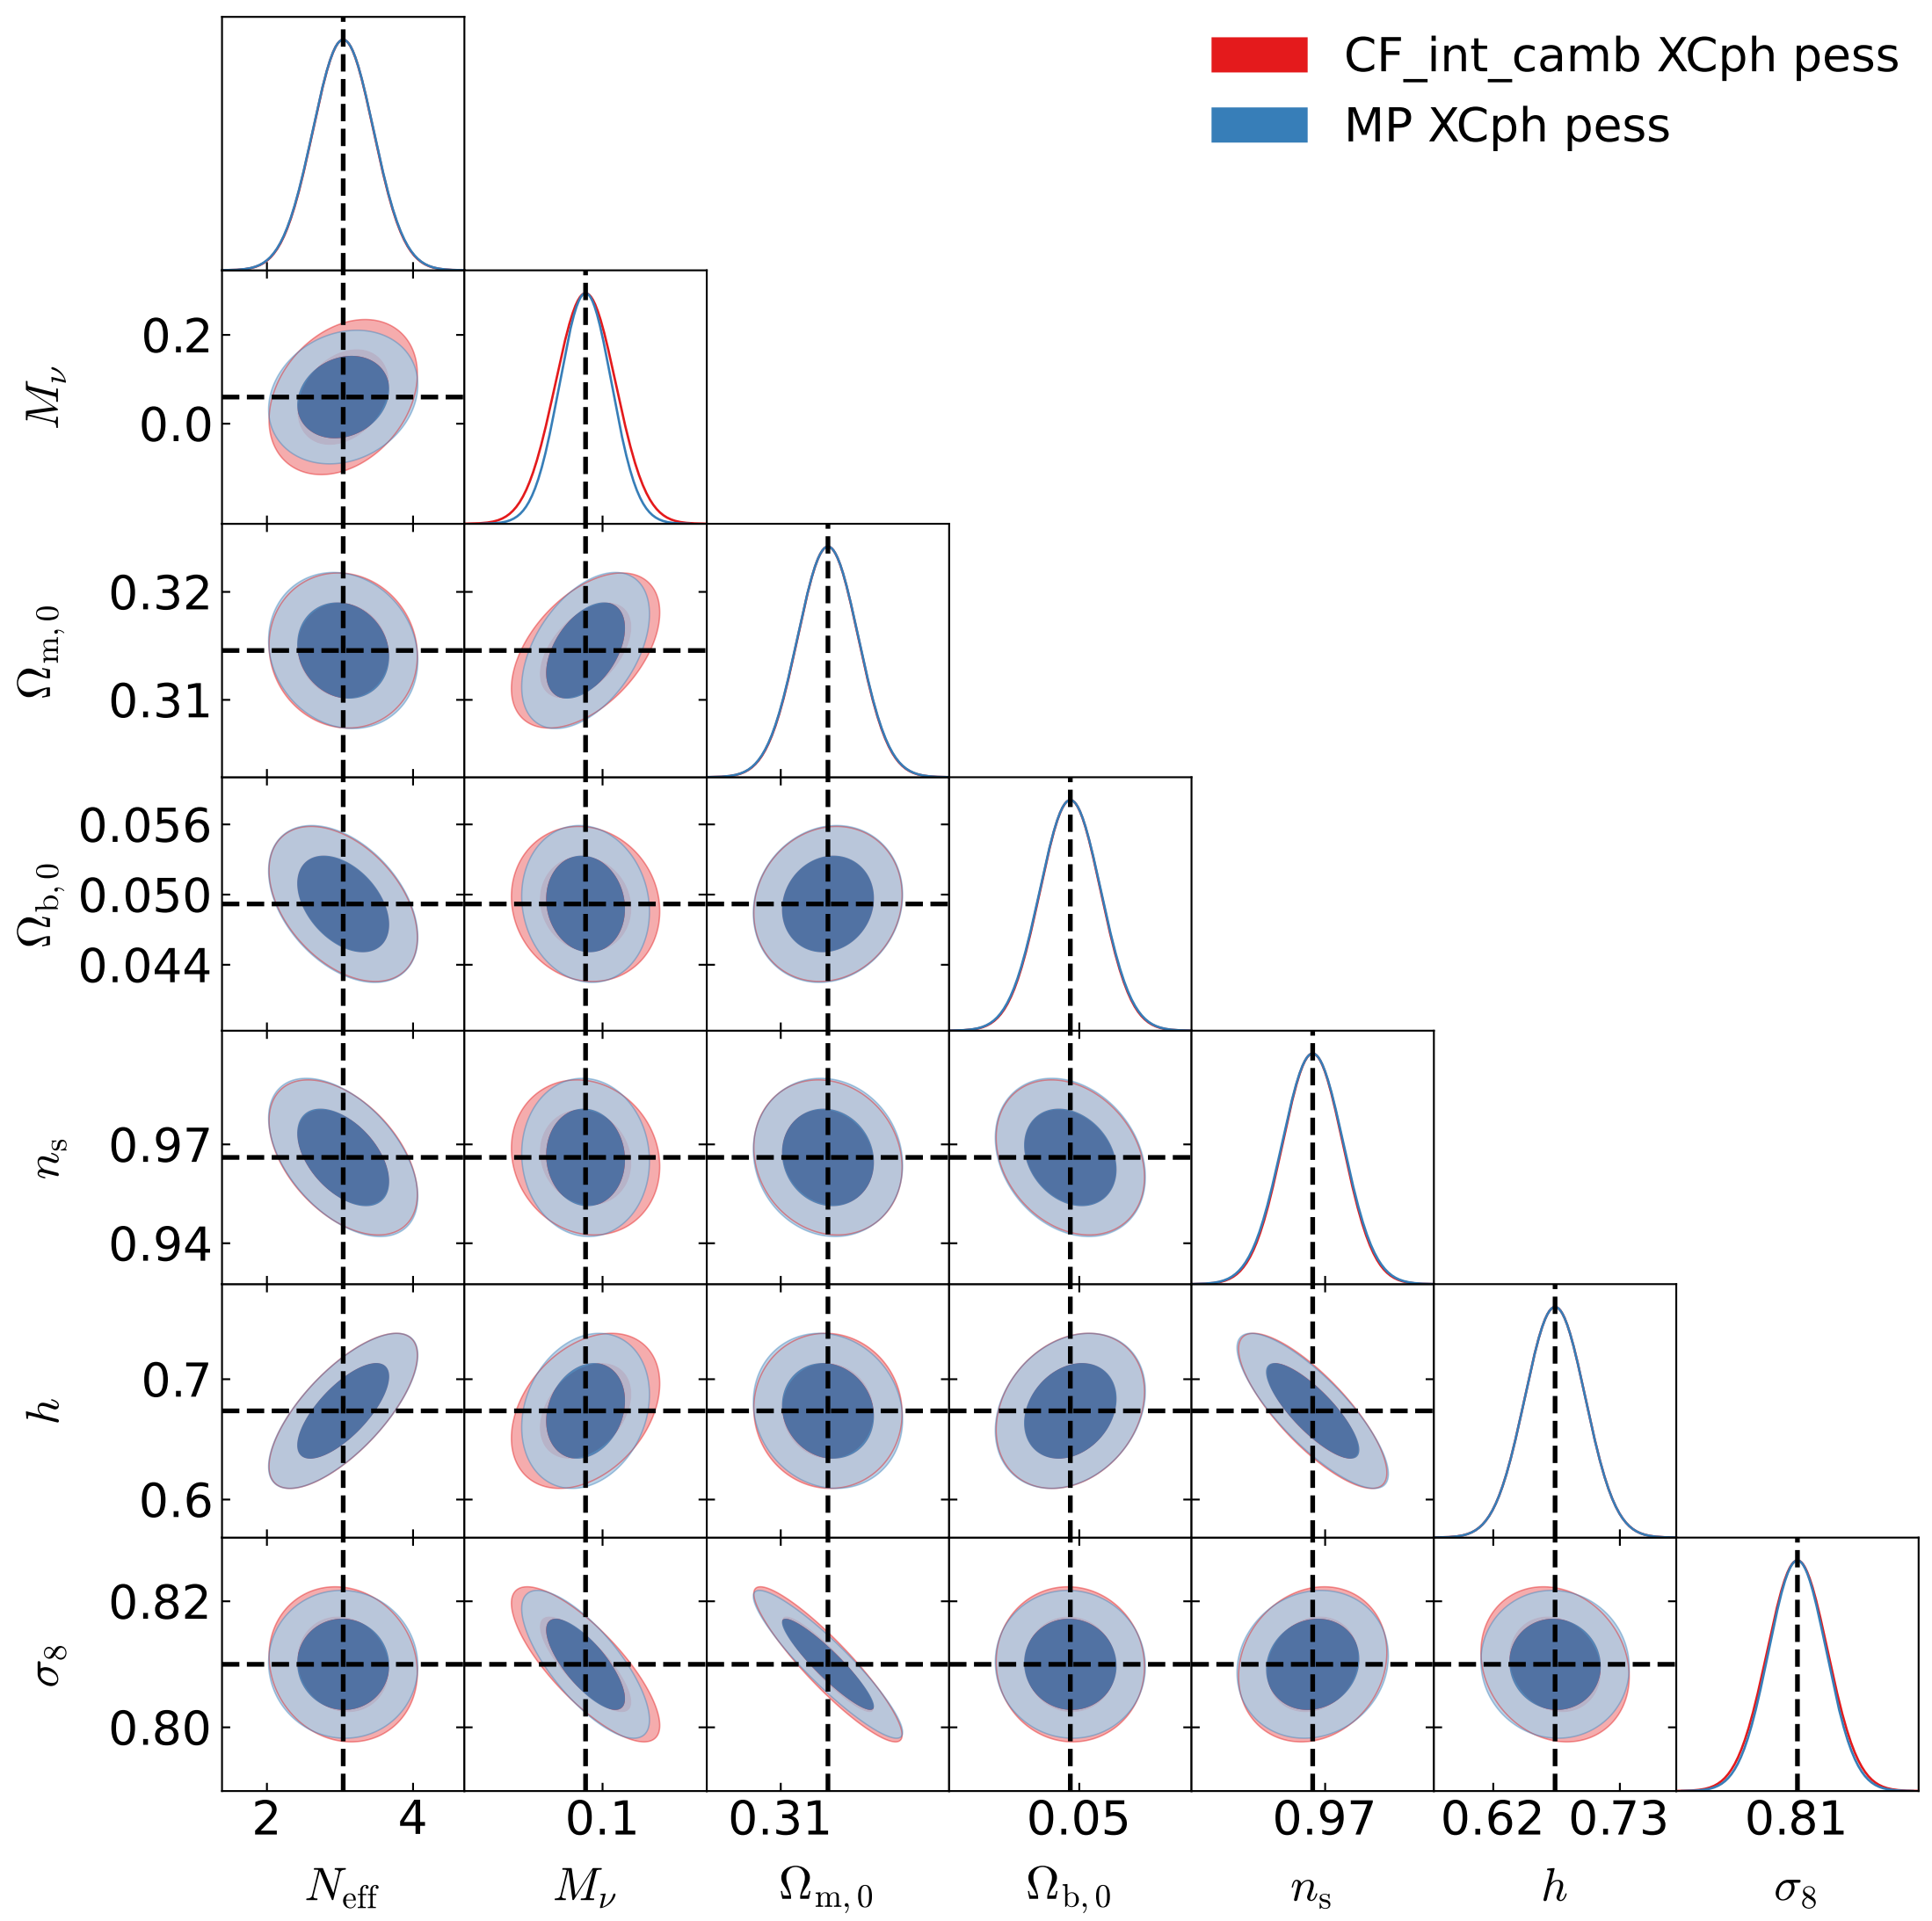 CF_int_camb XCph pess
MP XCph pess
0.2
0.0
M_ν
0.32
0.31
Ω_m,0
0.056
0.050
0.044
Ω_b,0
0.97
0.94
n_s
0.7
0.6
h
0.82
0.80
σ_8
2 4 0.1 0.31 0.05 0.97 0.62 0.73 0.81
N_eff M_ν Ω_m,0 Ω_b,0 n_s h σ_8